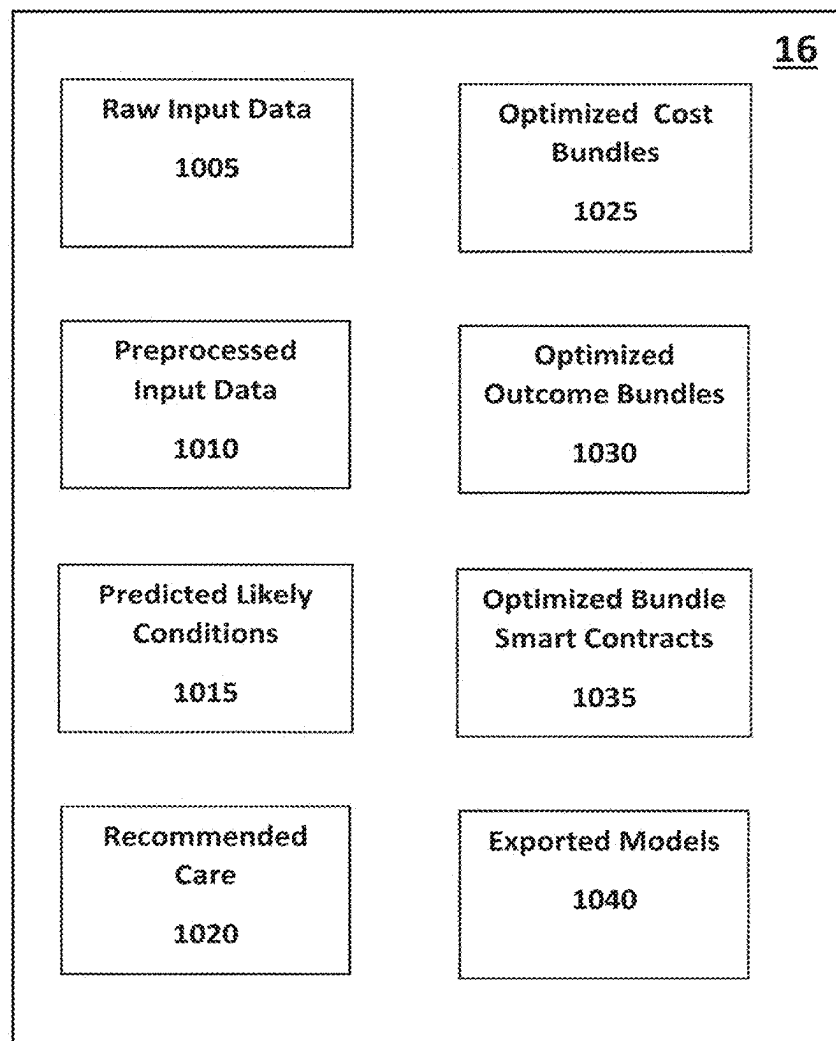 16
Raw Input Data
1005
Preprocessed
Input Data
1010
Predicted Likely
Conditions
1015
Recommended
Care
1020
Optimized Cost
Bundles
1025
Optimized
Outcome Bundles
1030
Optimized Bundle
Smart Contracts
1035
Exported Models
1040